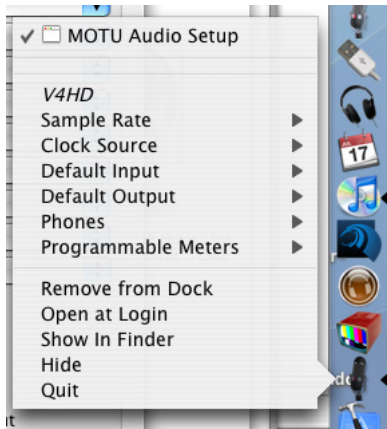 MOTU Audio Setup
V4HD
Sample Rate
Clock Source
Default Input
Default Output
Phones
Programmable Meters
Remove from Dock
Open at Login
Show In Finder
Hide
Quit
17